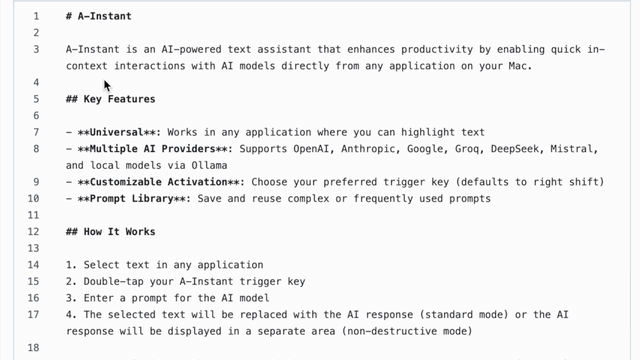 1 # A-Instant
2
3 A-Instant is an AI-powered text assistant that enhances productivity by enabling quick in-
context interactions with AI models directly from any application on your Mac.
4
5 ## Key Features
6
7 - **Universal**: Works in any application where you can highlight text
8 - **Multiple AI Providers**: Supports OpenAI, Anthropic, Google, Groq, DeepSeek, Mistral,
and local models via Ollama
9 - **Customizable Activation**: Choose your preferred trigger key (defaults to right shift)
10 - **Prompt Library**: Save and reuse complex or frequently used prompts
11
12 ## How It Works
13
14 1. Select text in any application
15 2. Double-tap your A-Instant trigger key
16 3. Enter a prompt for the AI model
17 4. The selected text will be replaced with the AI response (standard mode) or the AI
response will be displayed in a separate area (non-destructive mode)
18